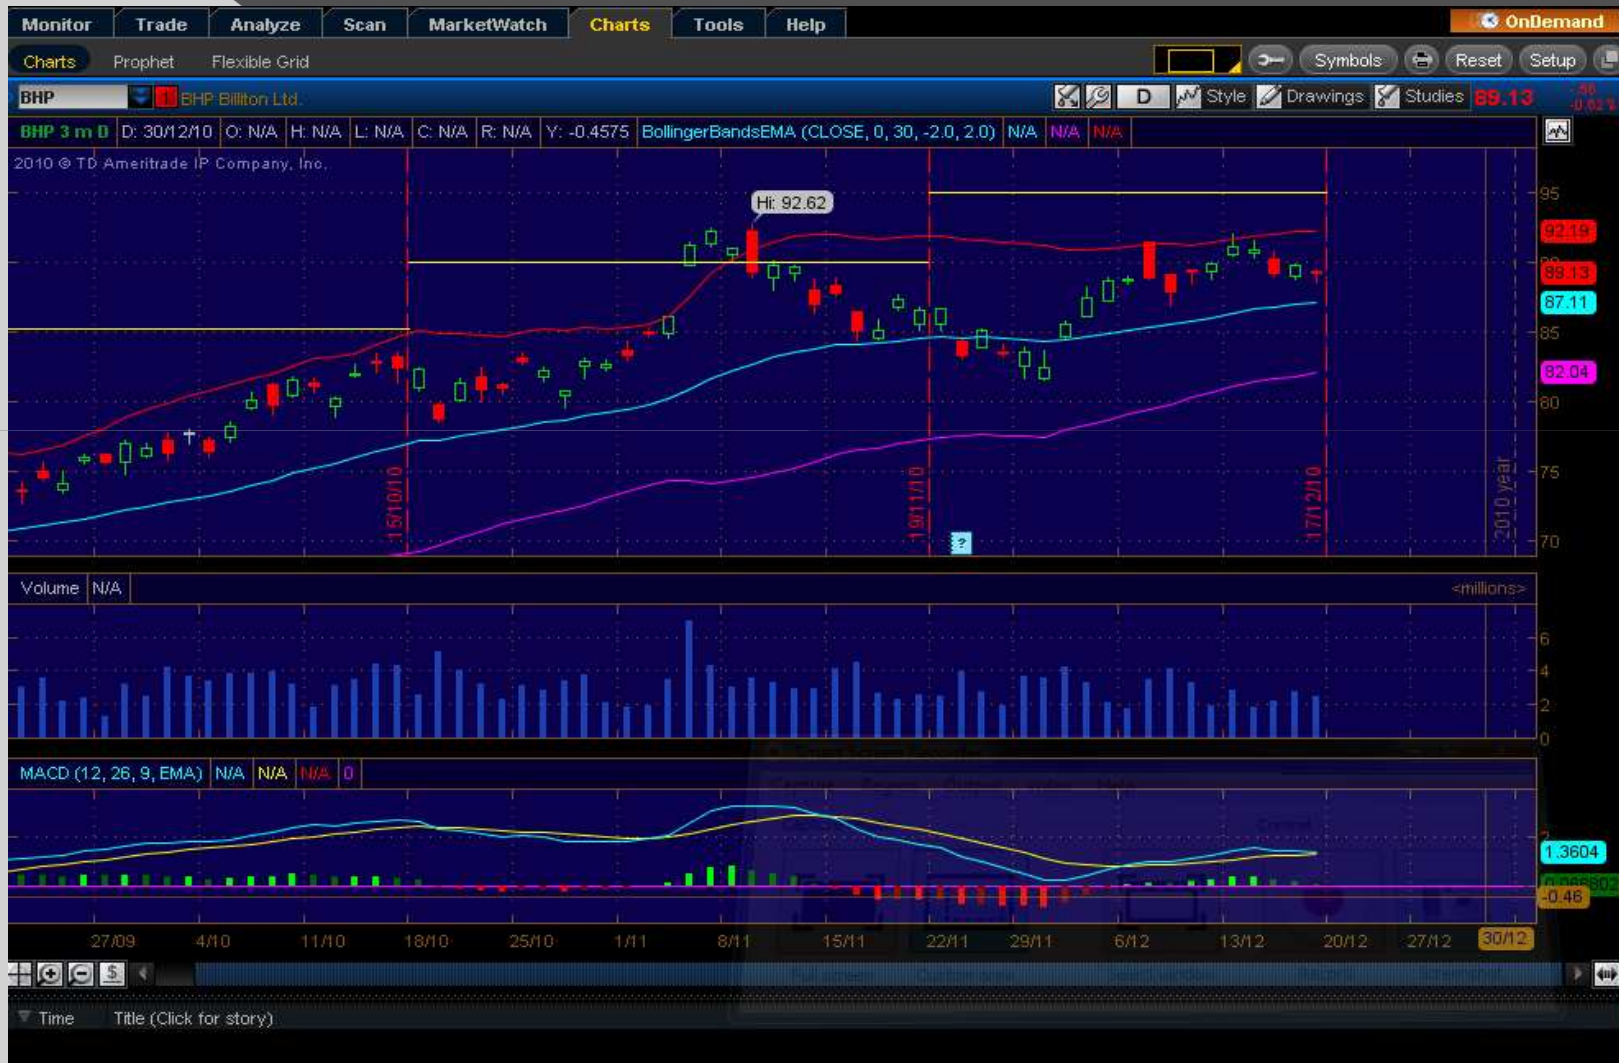 Monitor Trade Analyze Scan MarketWatch Charts Tools Help OnDemand
Charts Prophet Flexible Grid Symbols Reset Setup
BHP 1 BHP Billiton Ltd. D Style Drawings Studies 89.13
BHP 3 m D D: 30/12/10 O: N/A H: N/A L: N/A C: N/A R: N/A Y: -0.4575 BollingerBandsEMA (CLOSE, 0, 30, -2.0, 2.0) N/A N/A N/A
2010 © TD Ameritrade IP Company, Inc.
95
Hi: 92.62
92.19
89.13
87.11
85
82.04
80
75
15/10/10 19/11/10 17/12/10 2010 year
?
70
Volume N/A <millions>
6
4
2
0
MACD (12, 26, 9, EMA) N/A N/A N/A 0
2
1.3604
-0.46
27/09 4/10 11/10 18/10 25/10 1/11 8/11 15/11 22/11 29/11 6/12 13/12 20/12 27/12 30/12
$
Time Title (Click for story)